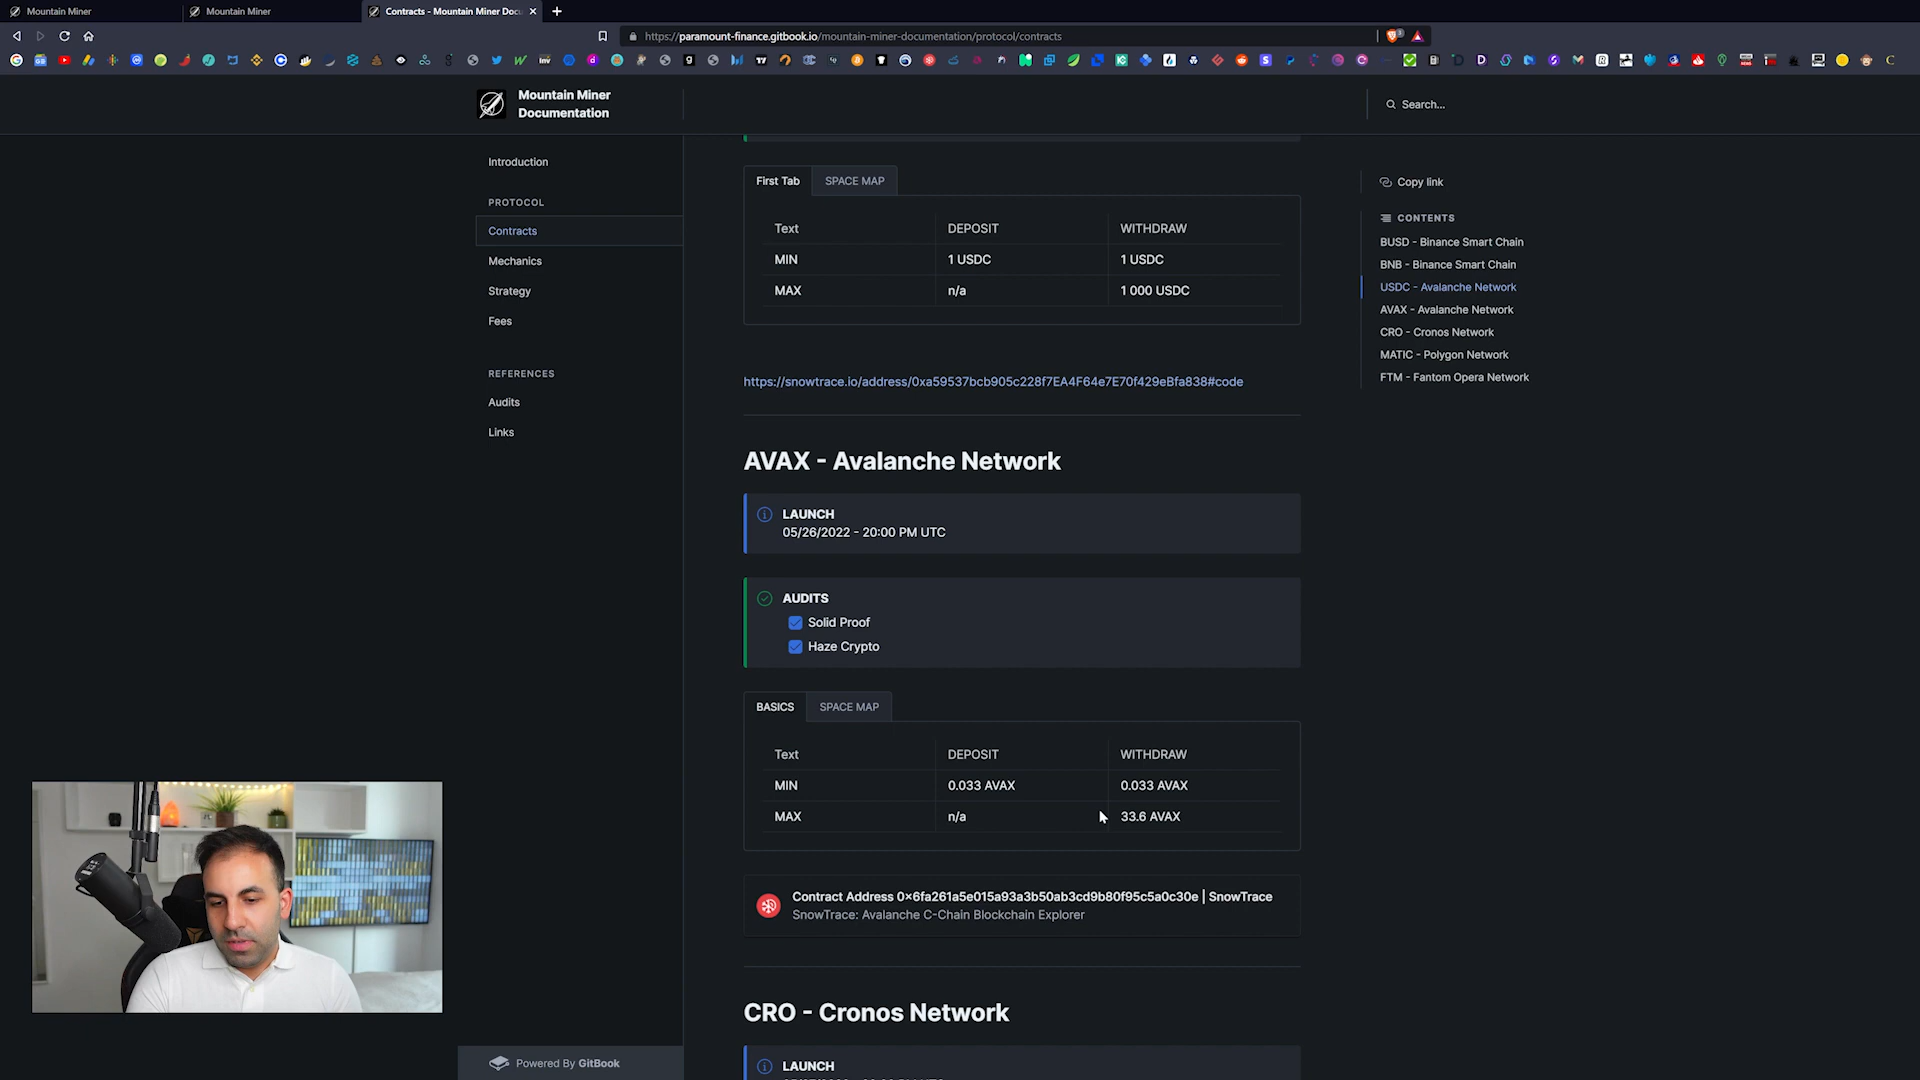 Mountain Miner
Mountain Miner
Contracts - Mountain Miner Docu
https://paramount-finance.gitbook.io/mountain-miner-documentation/protocol/contracts
Mountain Miner
Documentation
Search...
Introduction
PROTOCOL
Contracts
Mechanics
Strategy
Fees
REFERENCES
Audits
Links
First Tab
SPACE MAP
Text DEPOSIT WITHDRAW
MIN 1 USDC 1 USDC
MAX n/a 1 000 USDC
https://snowtrace.io/address/0xa59537bcb905c228f7EA4F64e7E70f429eBfa838#code
AVAX - Avalanche Network
LAUNCH
05/26/2022 - 20:00 PM UTC
AUDITS
Solid Proof
Haze Crypto
BASICS
SPACE MAP
Text DEPOSIT WITHDRAW
MIN 0.033 AVAX 0.033 AVAX
MAX n/a 33.6 AVAX
Contract Address 0×6fa261a5e015a93a3b50ab3cd9b80f95c5a0c30e | SnowTrace
SnowTrace: Avalanche C-Chain Blockchain Explorer
CRO - Cronos Network
LAUNCH
Copy link
CONTENTS
BUSD - Binance Smart Chain
BNB - Binance Smart Chain
USDC - Avalanche Network
AVAX - Avalanche Network
CRO - Cronos Network
MATIC - Polygon Network
FTM - Fantom Opera Network
Powered By GitBook